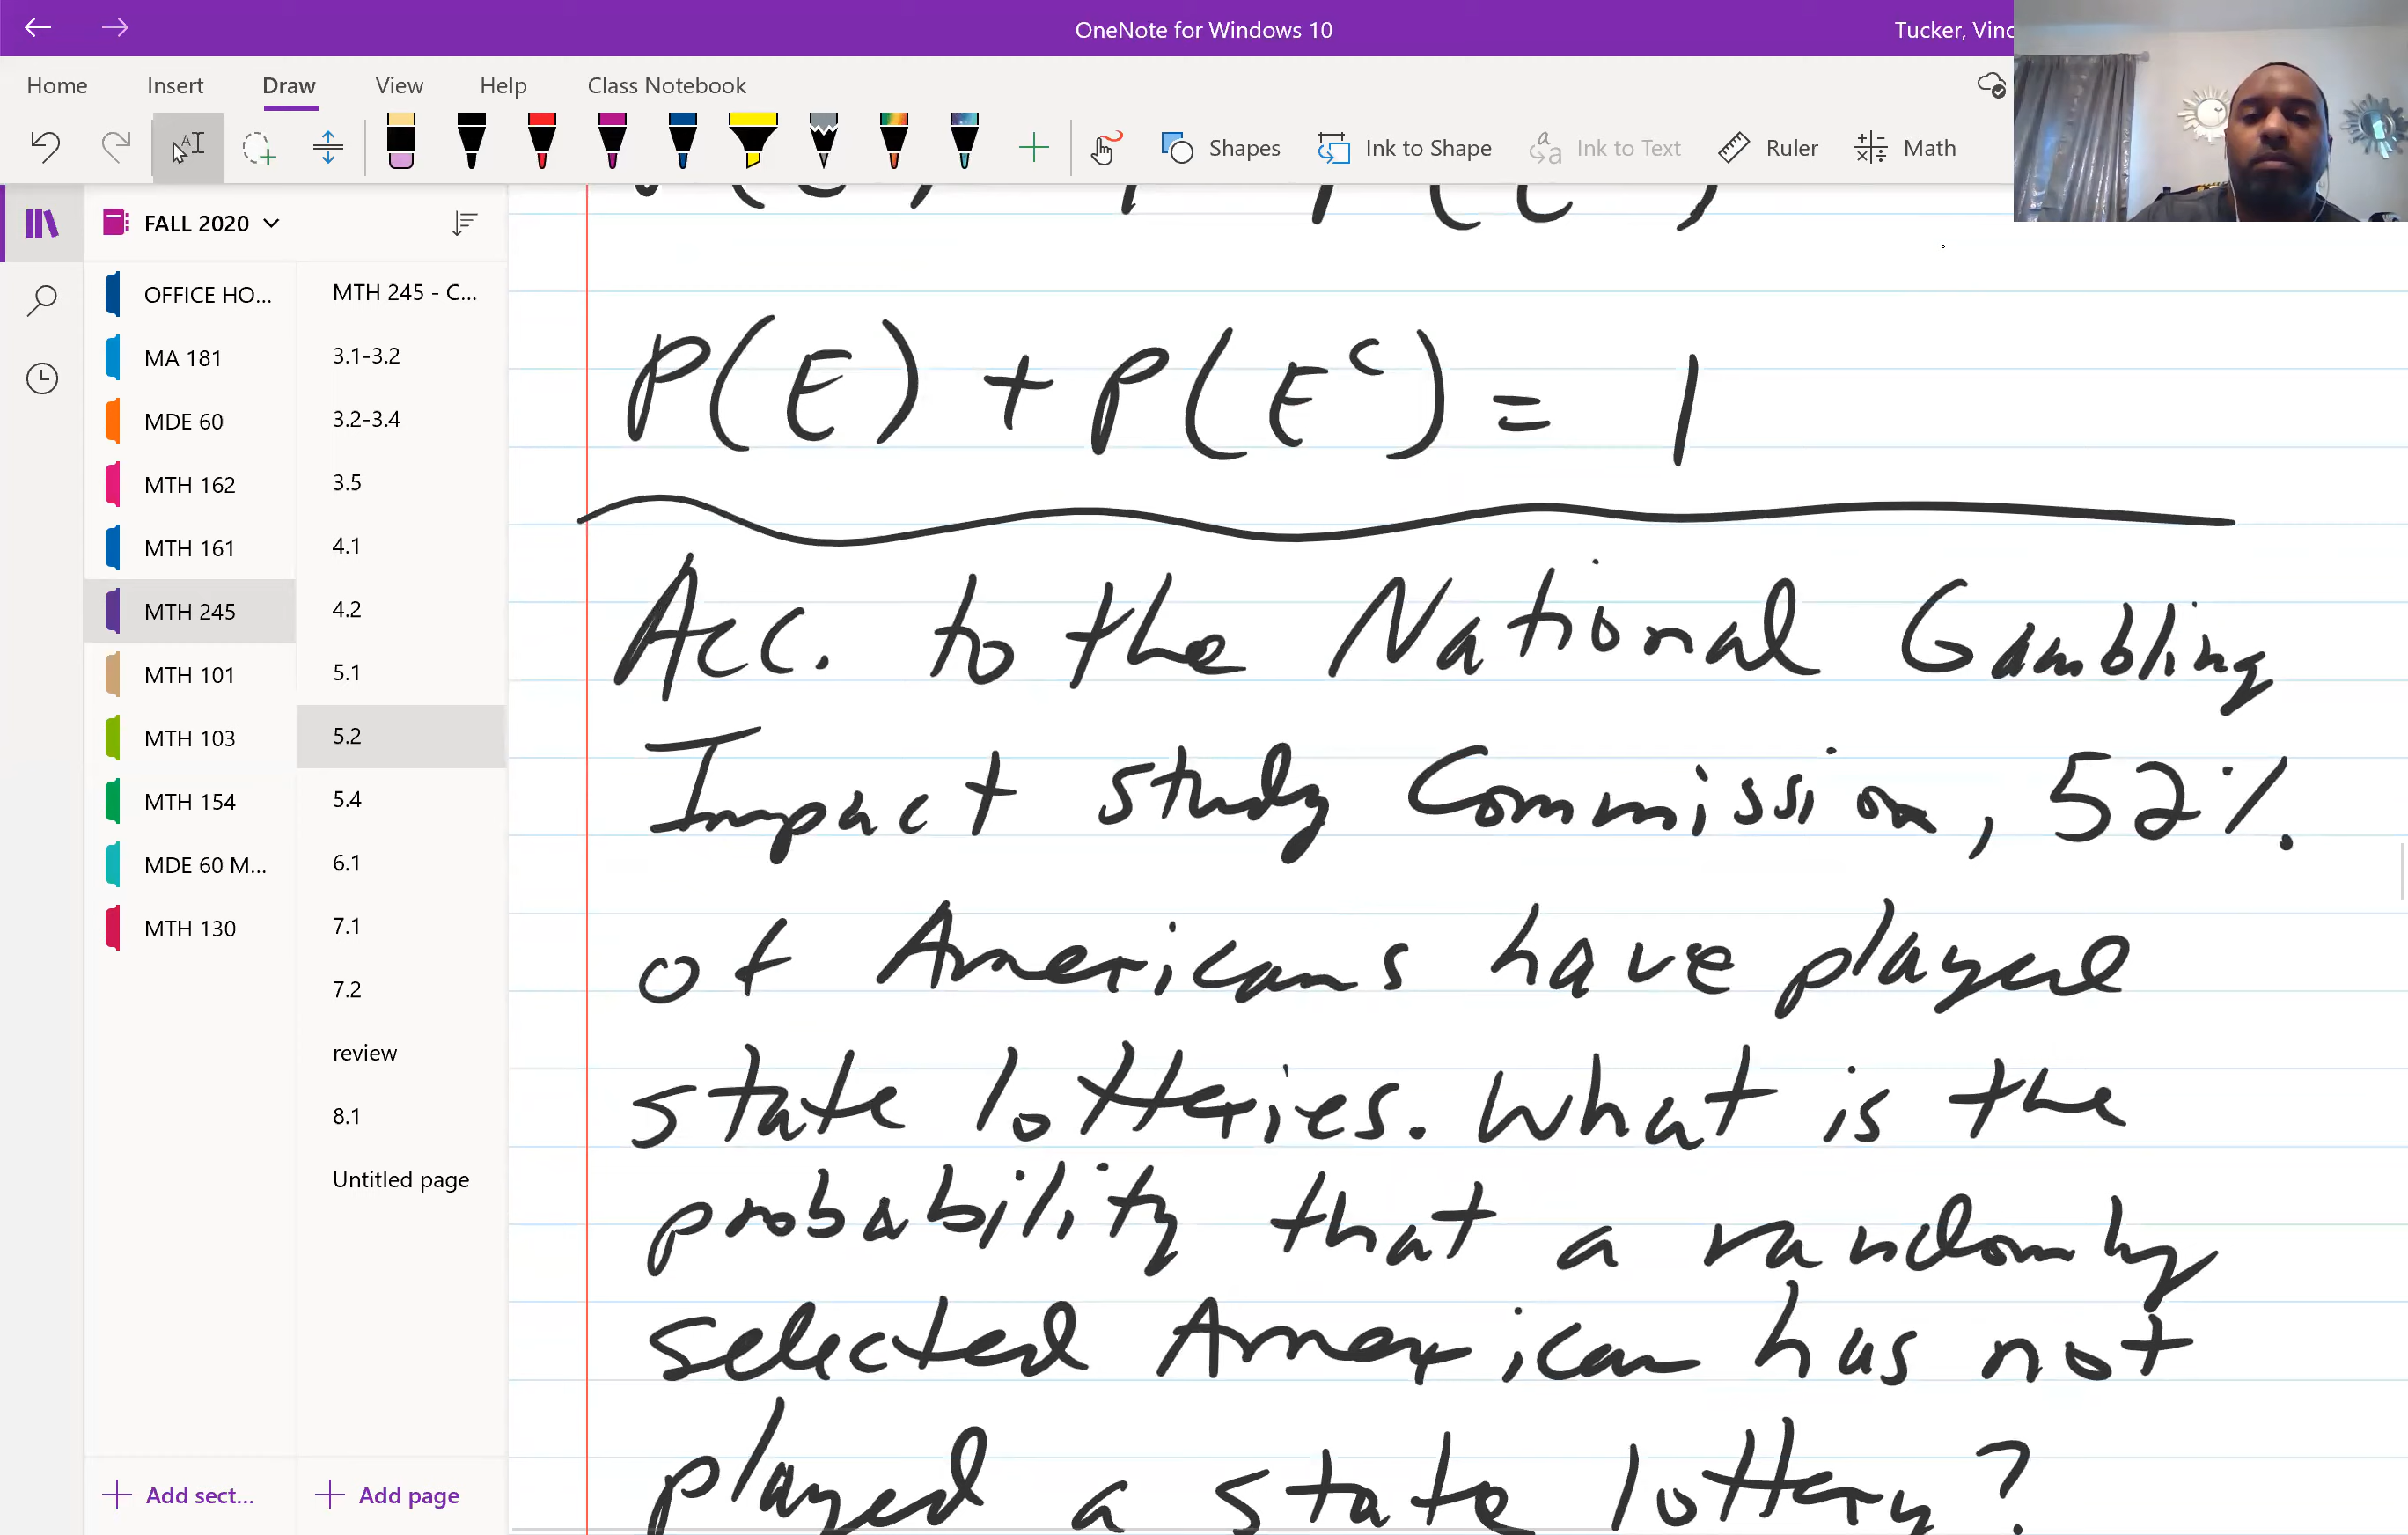 OneNote for Windows 10
Tucker, Vinc
Home Insert Draw View Help Class Notebook
Shapes Ink to Shape Ink to Text Ruler Math
FALL 2020
OFFICE HO...
MA 181
MDE 60
MTH 162
MTH 161
MTH 245
MTH 101
MTH 103
MTH 154
MDE 60 M...
MTH 130
Add sect...
MTH 245 - C...
3.1-3.2
3.2-3.4
3.5
4.1
4.2
5.1
5.2
5.4
6.1
7.1
7.2
review
8.1
Untitled page
Add page
P(E) + P(Eᶜ) = 1
Acc. to the National Gambling
Impact Study Commission, 52%
of Americans have played
state lotteries. What is the
probability that a randomly
selected American has not
played a state lottery?